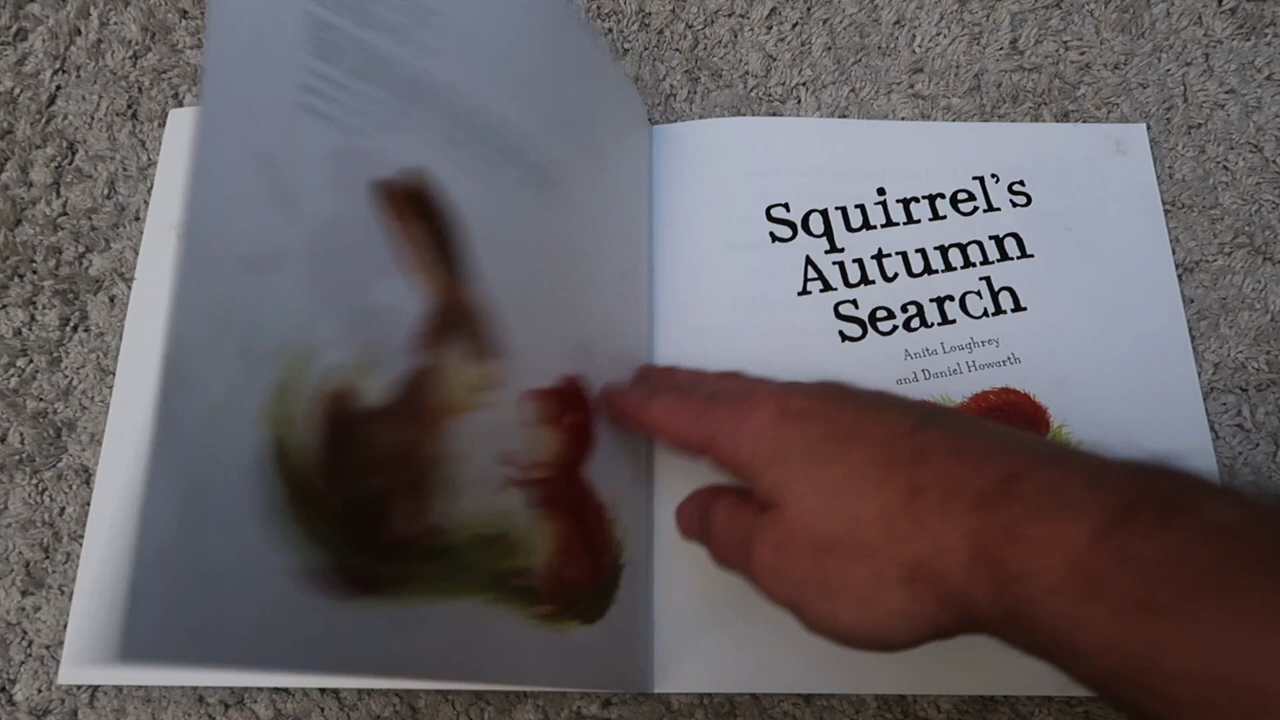 Squirrel's
Autumn
Search
Anita Loughrey
and Daniel Howarth